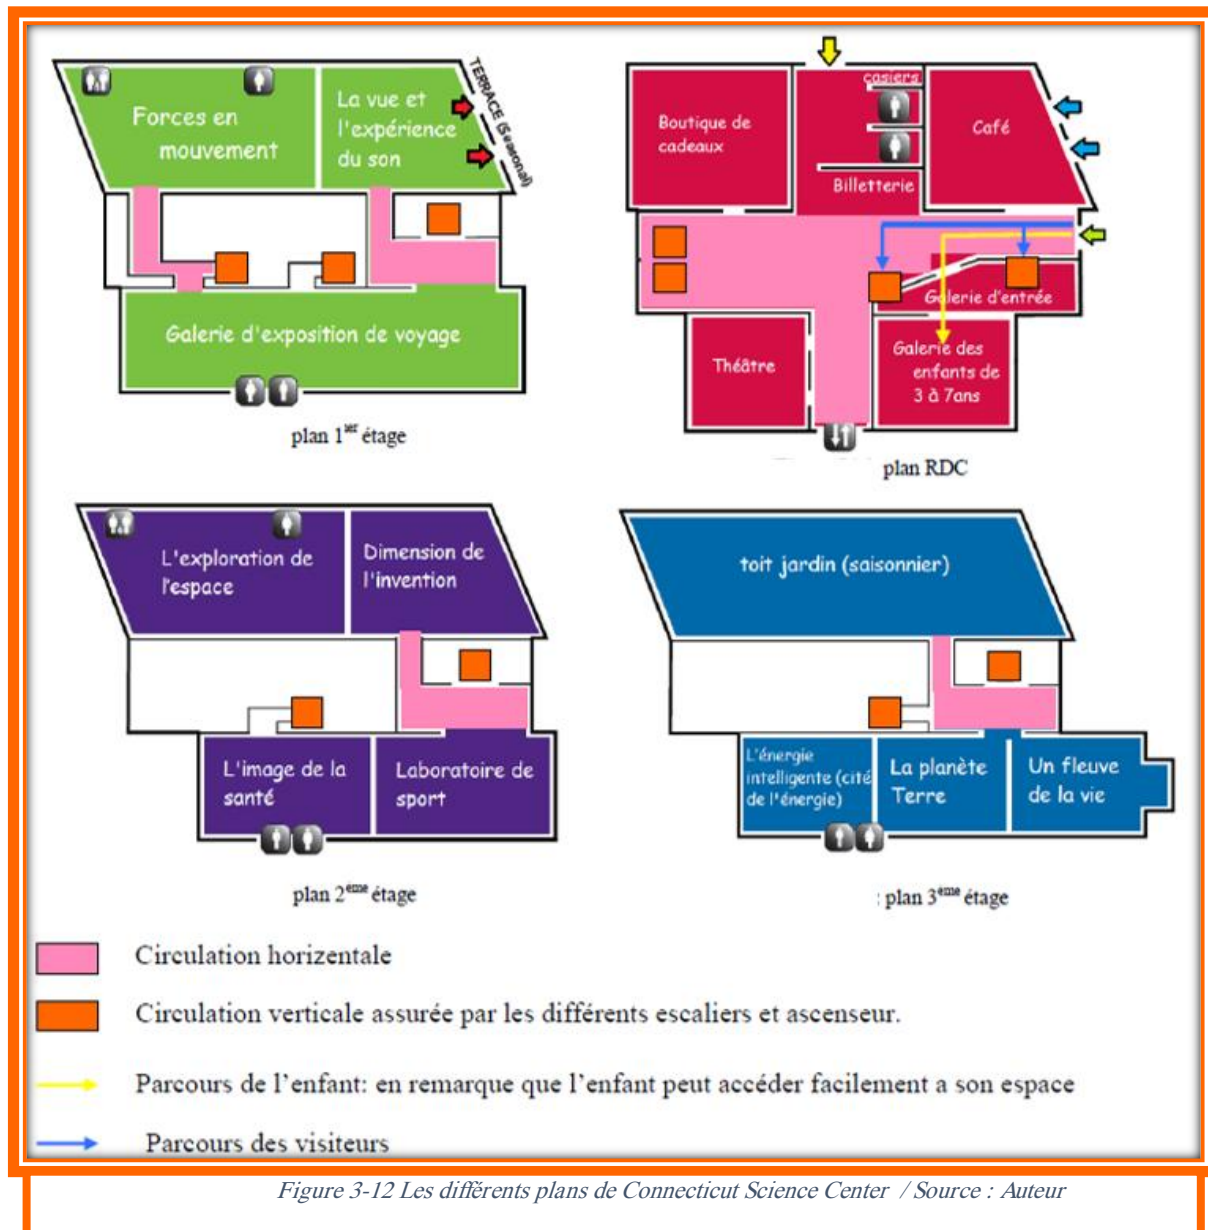 Forces en
mouvement
La vue et
l'expérience
du son
TERRACE (Seasonal)
Galerie d'exposition de voyage
plan 1er étage
Boutique de
cadeaux
casiers
Billetterie
Café
Galerie d'entrée
Théâtre
Galerie des
enfants de
3 à 7ans
plan RDC
L'exploration de
l'espace
Dimension de
l'invention
L'image de la
santé
Laboratoire de
sport
plan 2eme étage
toit jardin (saisonnier)
L'énergie
intelligente (cité
de l'énergie)
La planète
Terre
Un fleuve
de la vie
: plan 3eme étage
Circulation horizentale
Circulation verticale assurée par les différents escaliers et ascenseur.
Parcours de l'enfant: en remarque que l'enfant peut accéder facilement a son espace
Parcours des visiteurs
Figure 3-12 Les différents plans de Connecticut Science Center / Source : Auteur